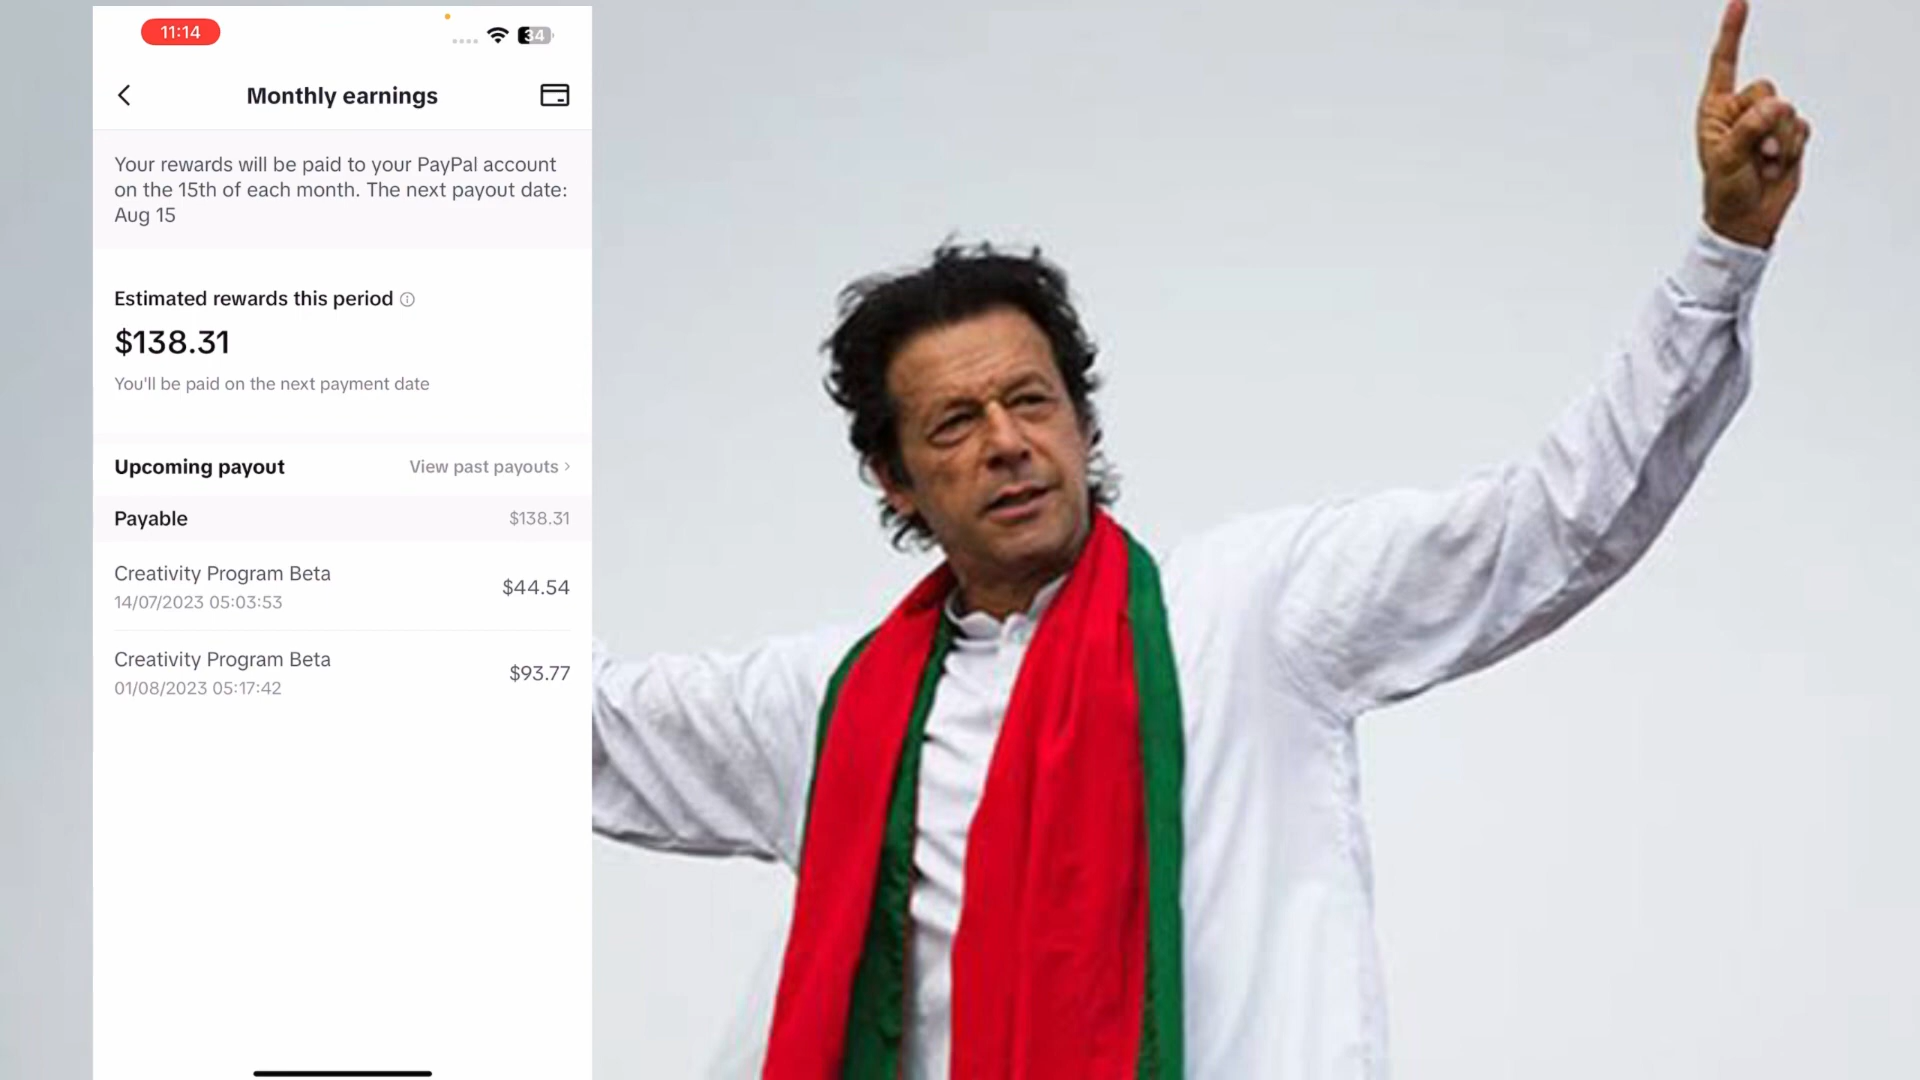 11:14
34
Monthly earnings
Your rewards will be paid to your PayPal account
on the 15th of each month. The next payout date:
Aug 15
Estimated rewards this period
$138.31
You'll be paid on the next payment date
Upcoming payout View past payouts >
Payable $138.31
Creativity Program Beta
14/07/2023 05:03:53
$44.54
Creativity Program Beta
01/08/2023 05:17:42
$93.77